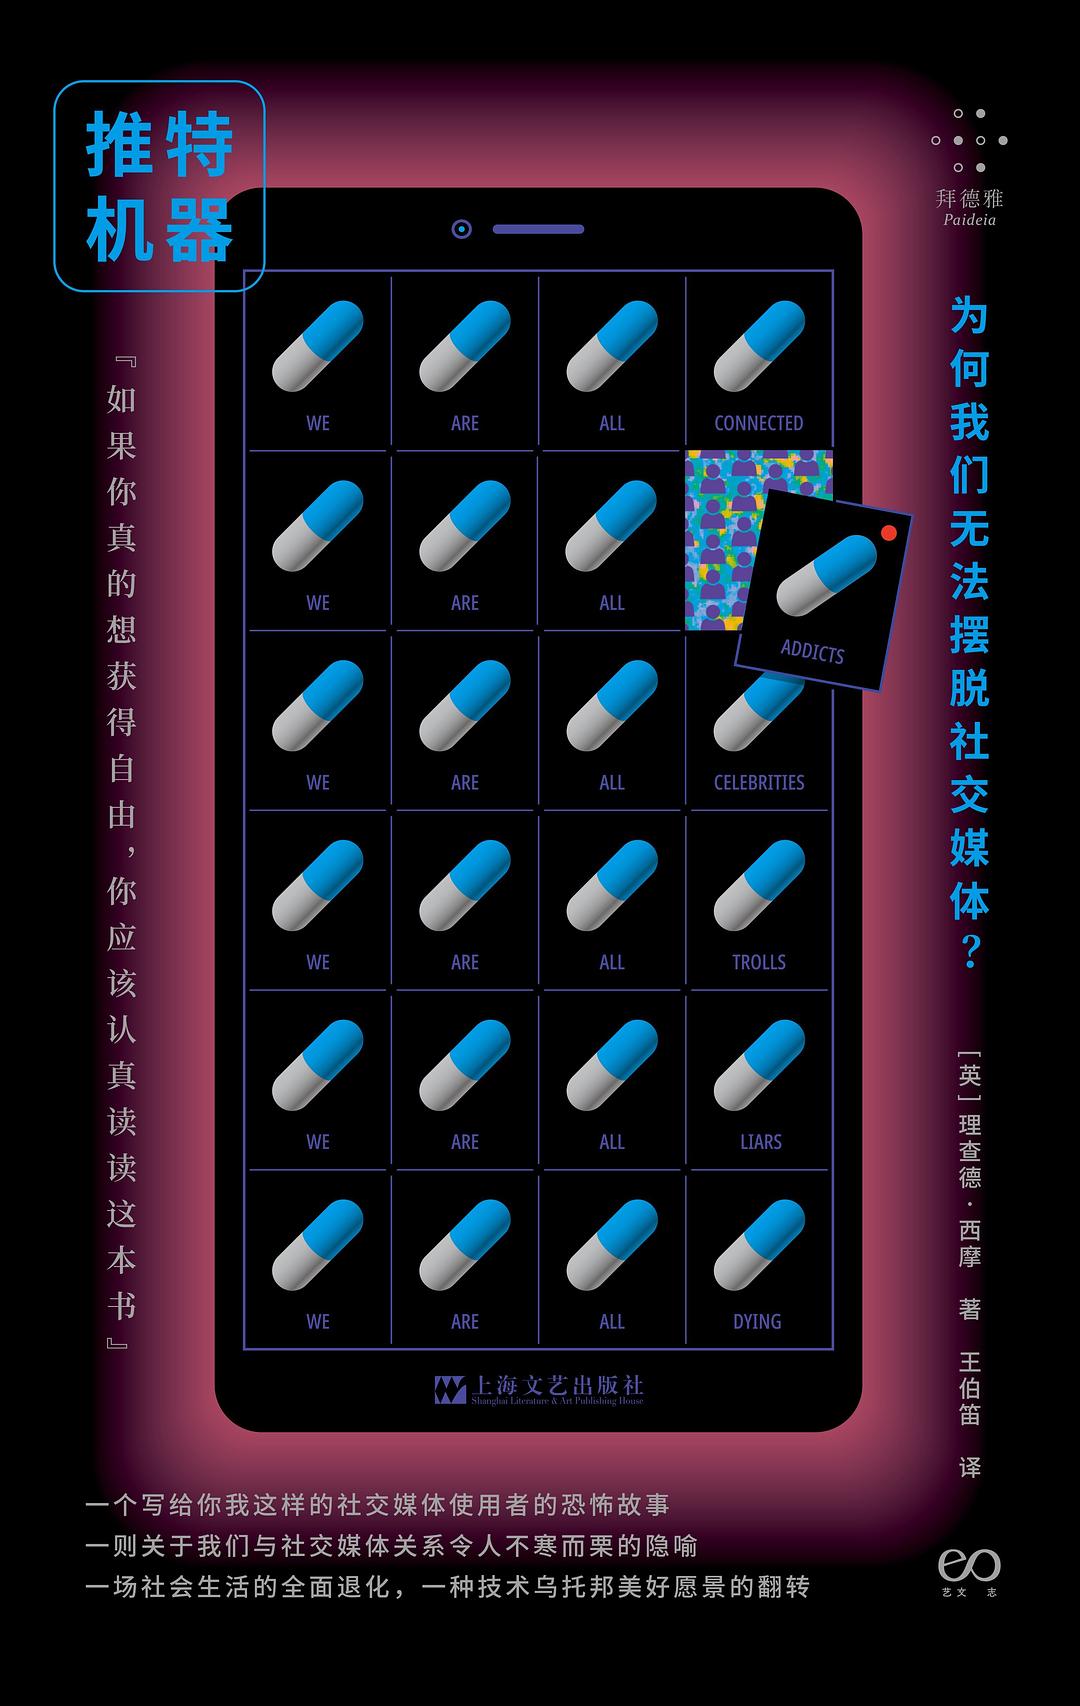 推特
机器
拜德雅
Paideia
为何我们无法摆脱社交媒体？
[英]理查德·西摩 著 王伯笛 译
『如果你真的想获得自由，你应该认真读读这本书』
WE ARE ALL CONNECTED
WE ARE ALL ADDICTS
WE ARE ALL CELEBRITIES
WE ARE ALL TROLLS
WE ARE ALL LIARS
WE ARE ALL DYING
上海文艺出版社
Shanghai Literature & Art Publishing House
一个写给你我这样的社交媒体使用者的恐怖故事
一则关于我们与社交媒体关系令人不寒而栗的隐喻
一场社会生活的全面退化，一种技术乌托邦美好愿景的翻转
eo
艺文志